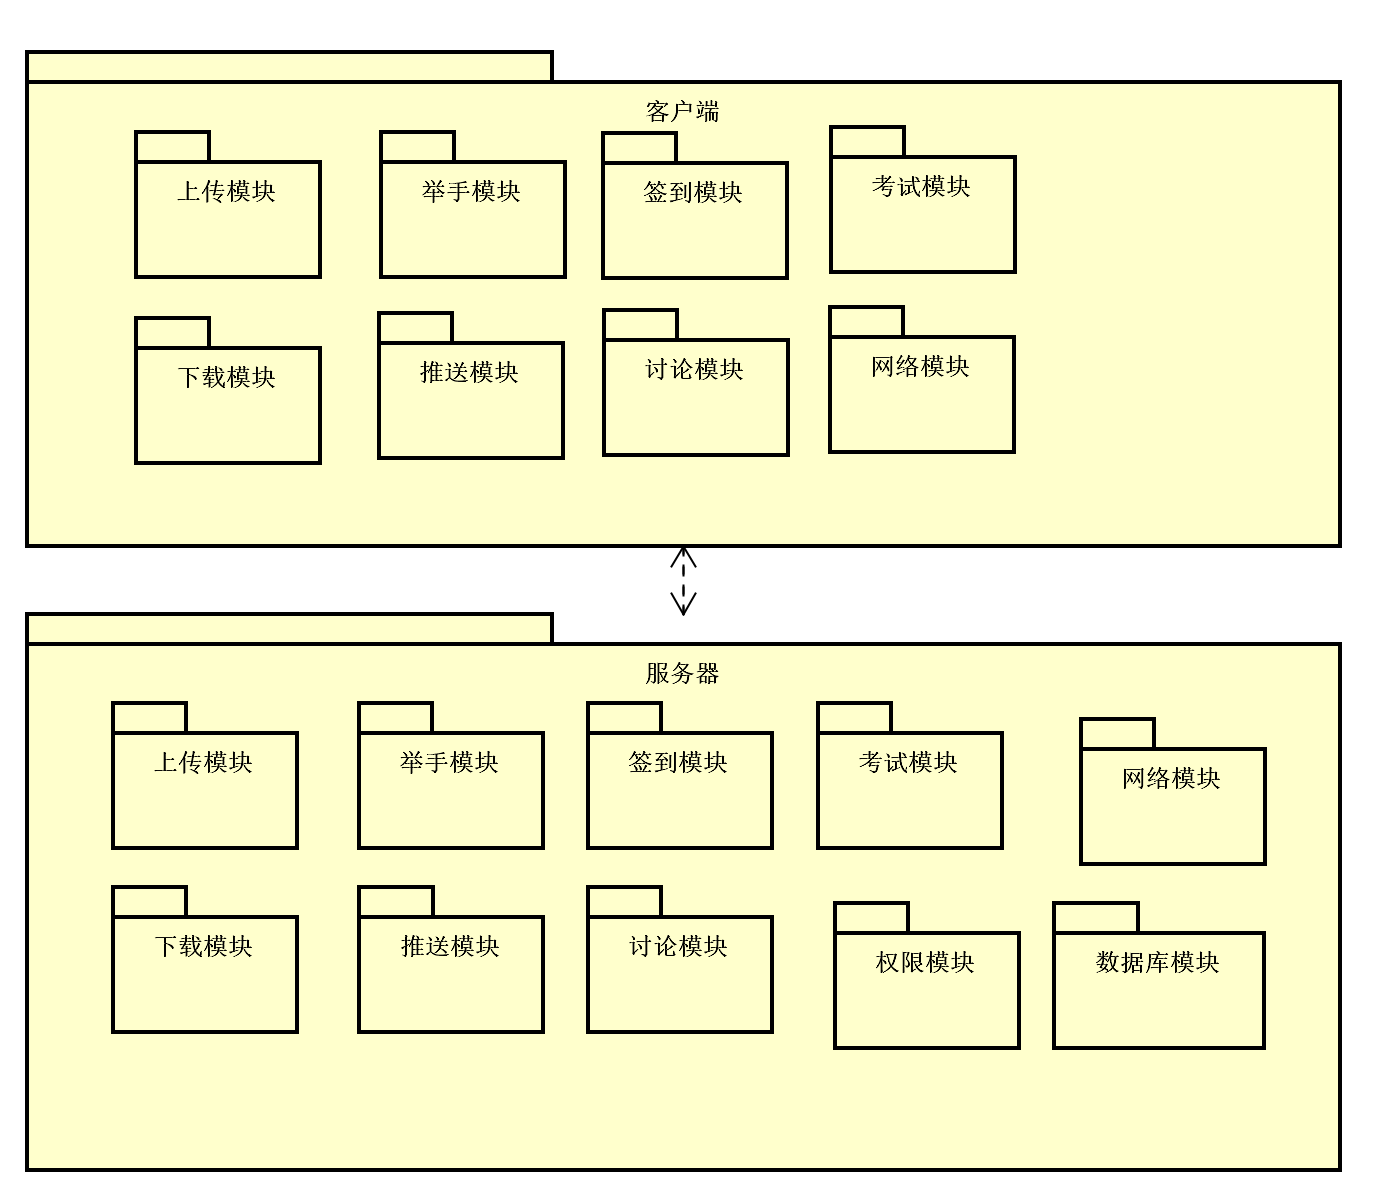 客户端
上传模块
举手模块
签到模块
考试模块
下载模块
推送模块
讨论模块
网络模块
服务器
上传模块
举手模块
签到模块
考试模块
网络模块
下载模块
推送模块
讨论模块
权限模块
数据库模块